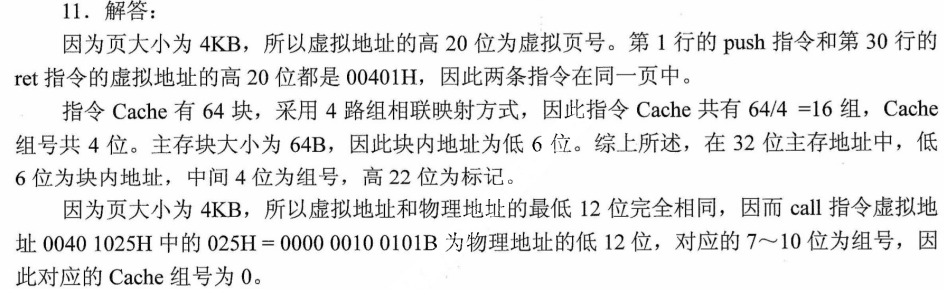 11．解答：
因为页大小为 4KB，所以虚拟地址的高 20 位为虚拟页号。第 1 行的 push 指令和第 30 行的
ret 指令的虚拟地址的高 20 位都是 00401H，因此两条指令在同一页中。
指令 Cache 有 64 块，采用 4 路组相联映射方式，因此指令 Cache 共有 64/4 =16 组，Cache
组号共 4 位。主存块大小为 64B，因此块内地址为低 6 位。综上所述，在 32 位主存地址中，低
6 位为块内地址，中间 4 位为组号，高 22 位为标记。
因为页大小为 4KB，所以虚拟地址和物理地址的最低 12 位完全相同，因而 call 指令虚拟地
址 0040 1025H 中的 025H = 0000 0010 0101B 为物理地址的低 12 位，对应的 7～10 位为组号，因
此对应的 Cache 组号为 0。